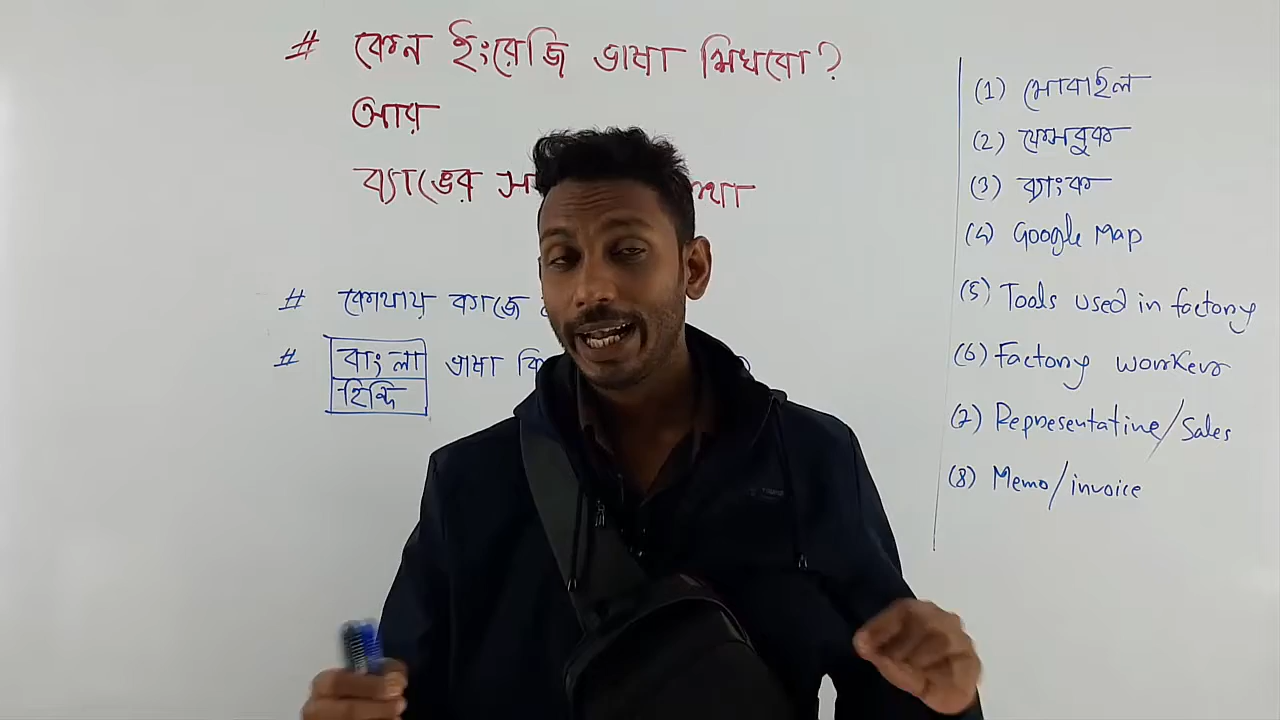 # কেন ইংরেজি ভাষা শিখবো?
আর
ব্যাঙের
# কোথায় কাজে
# বাংলা ভাষা
হিন্দি
(1) মোবাইল
(2) ফেসবুক
(3) ব্যাংক
(4) Google Map
(5) Tools used in factory
(6) Factory workers
(7) Representative/Sales
(8) Memo/invoice